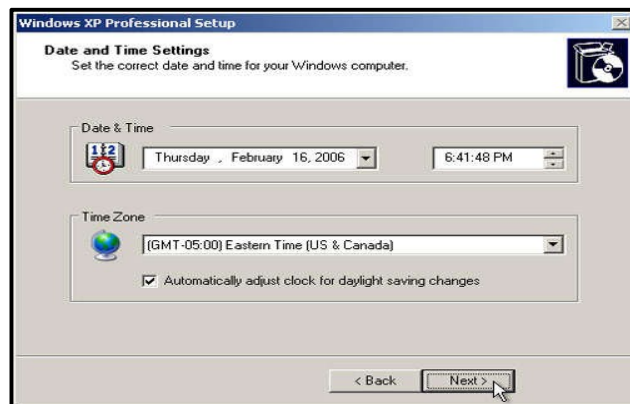 Windows XP Professional Setup
Date and Time Settings
Set the correct date and time for your Windows computer.
Date & Time
Thursday , February 16, 2006
6:41:48 PM
Time Zone
(GMT-05:00) Eastern Time (US & Canada)
Automatically adjust clock for daylight saving changes
< Back
Next >